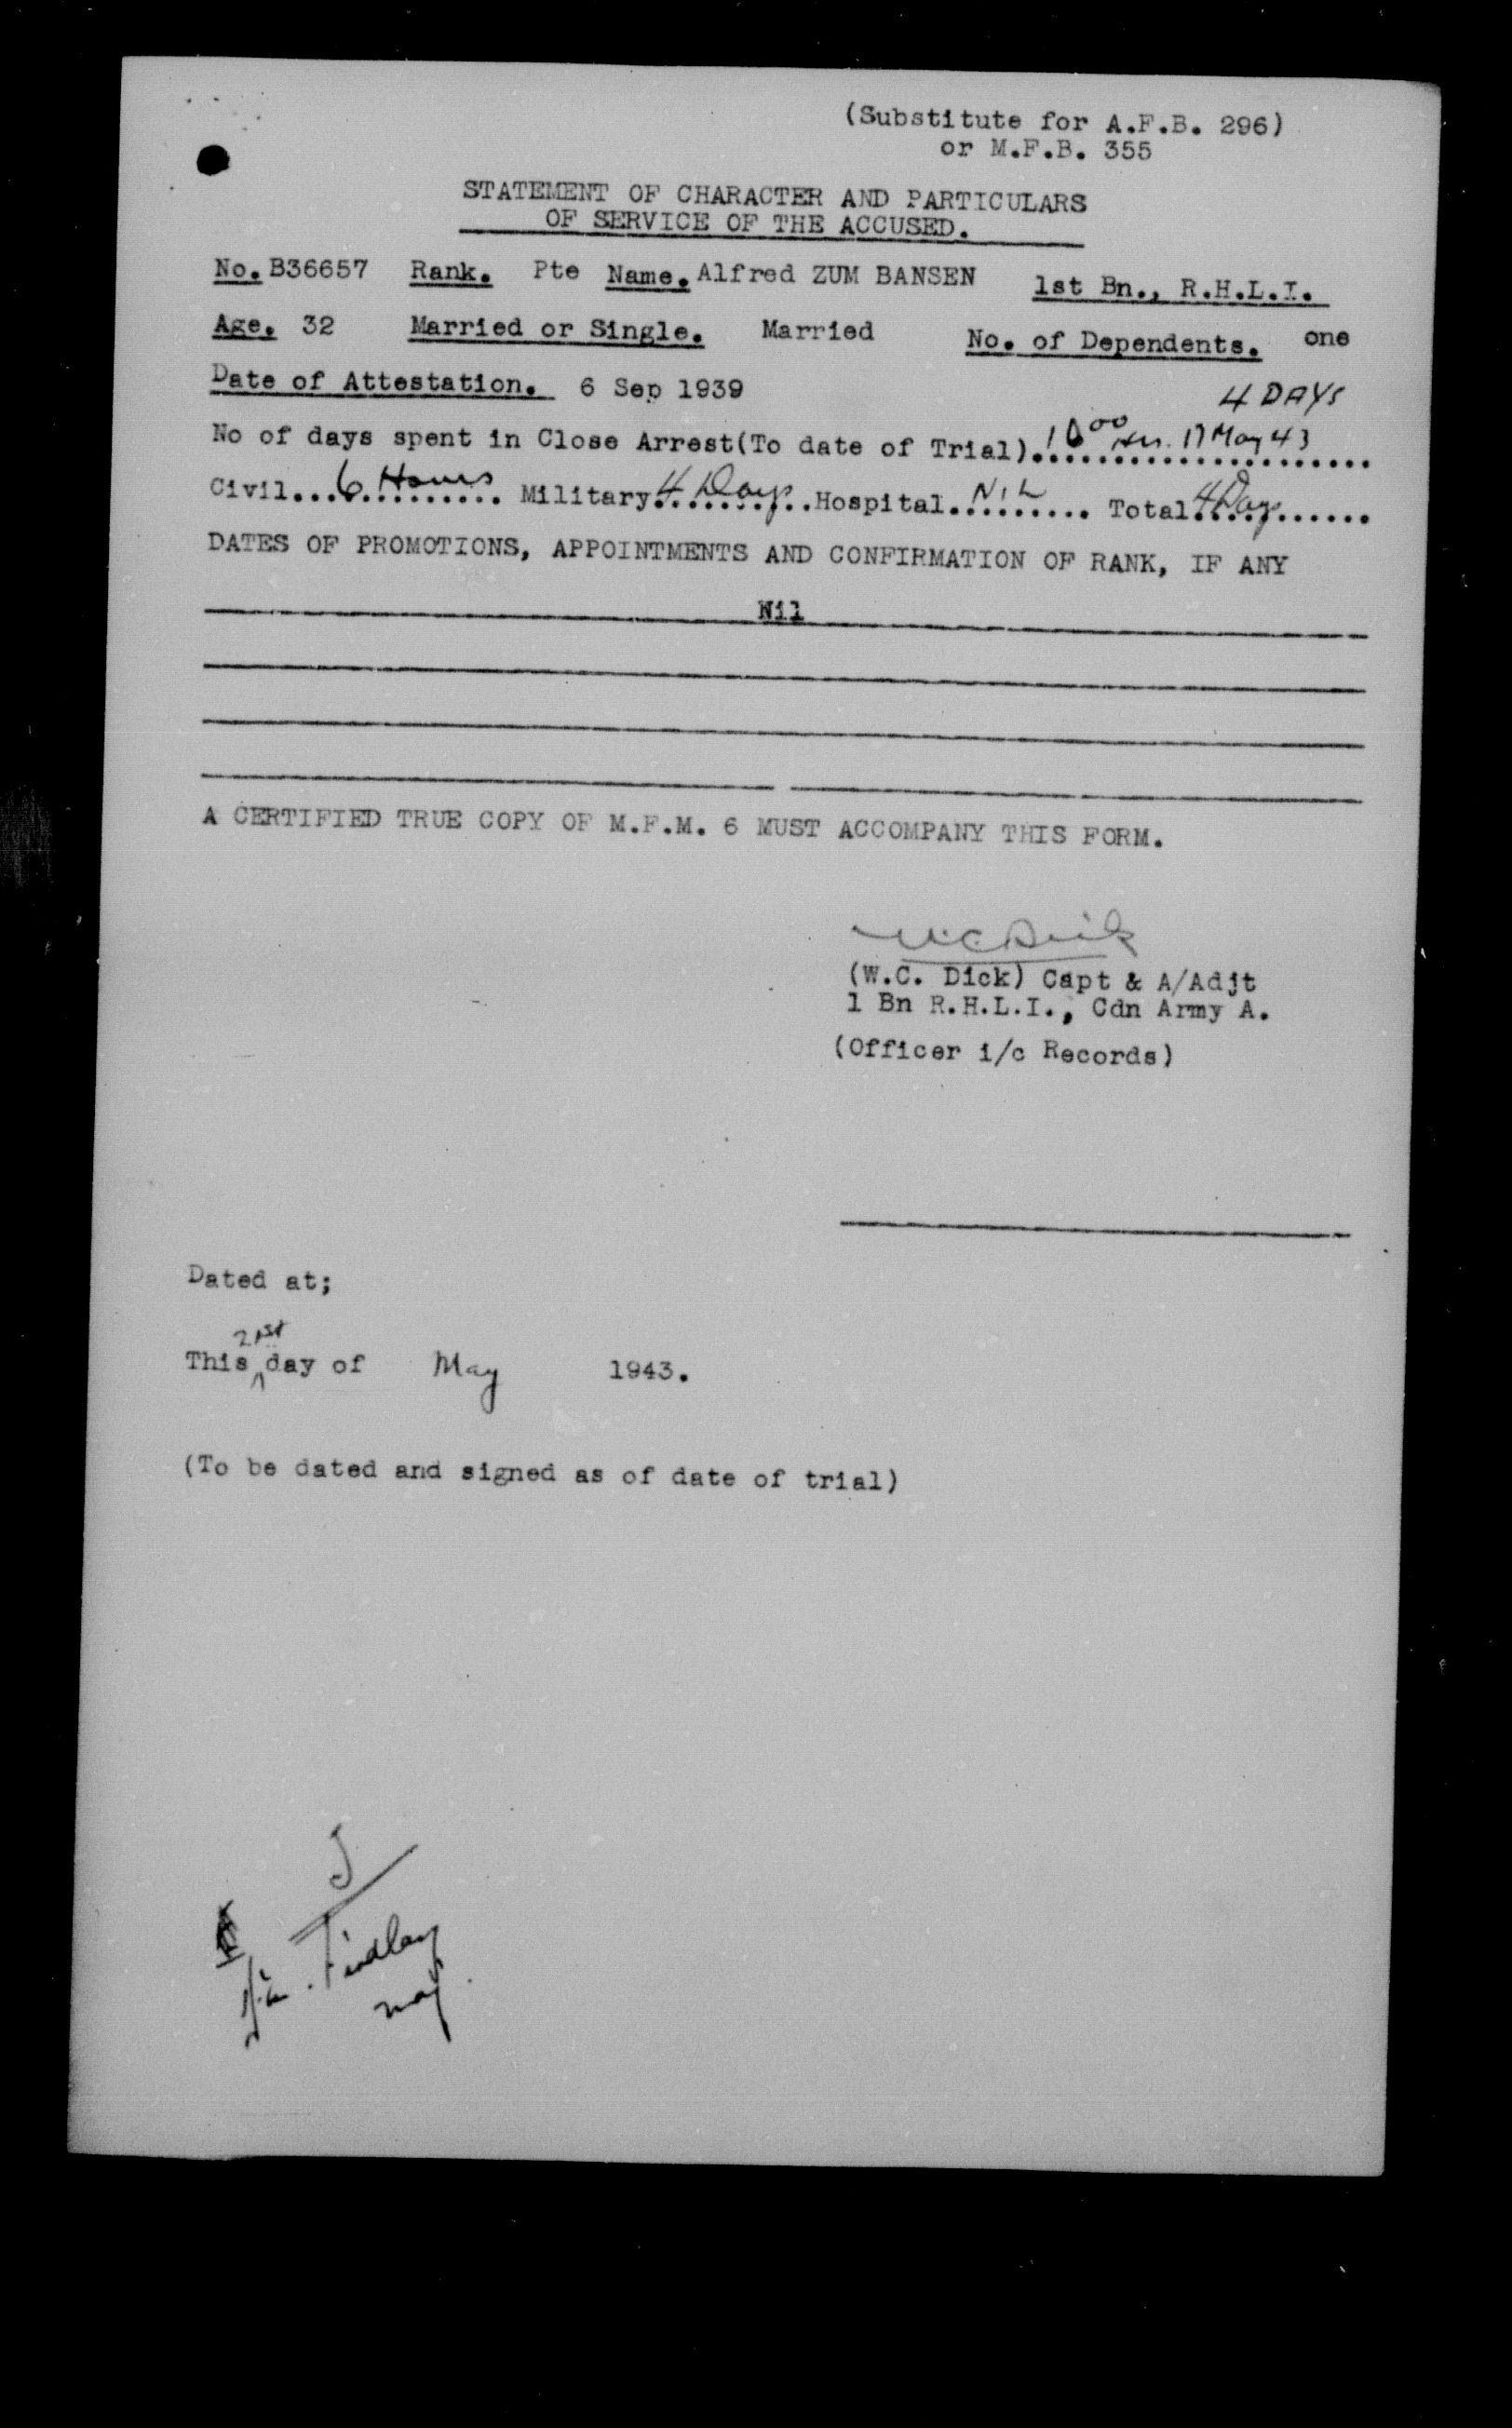 (Substitute for A.F.B. 296)
or M.F.B. 355
STATEMENT OF CHARACTER AND PARTICULARS
OF SERVICE OF THE ACCUSED.
No. B36657 Rank. Pte Name. Alfred ZUM BANSEN 1st Bn., R.H.L.I.
Age. 32 Married or Single. Married No. of Dependents. one
Date of Attestation. 6 Sep 1939
4 DAYS
No of days spent in Close Arrest(To date of Trial) Hrs. 17 May 43
Civil....6 Hours.... Military 4 Days...Hospital..NIL.... Total 4 Days......
DATES OF PROMOTIONS, APPOINTMENTS AND CONFIRMATION OF RANK, IF ANY
Nil
A CERTIFIED TRUE COPY OF M.F.M. 6 MUST ACCOMPANY THIS FORM.
WCDick
(W.C. Dick) Capt & A/Adjt
1 Bn R.H.L.I., Cdn Army A.
(Officer i/c Records)
Dated at;
21st
This day of May 1943.
(To be dated and signed as of date of trial)
J
Findlay
Maj